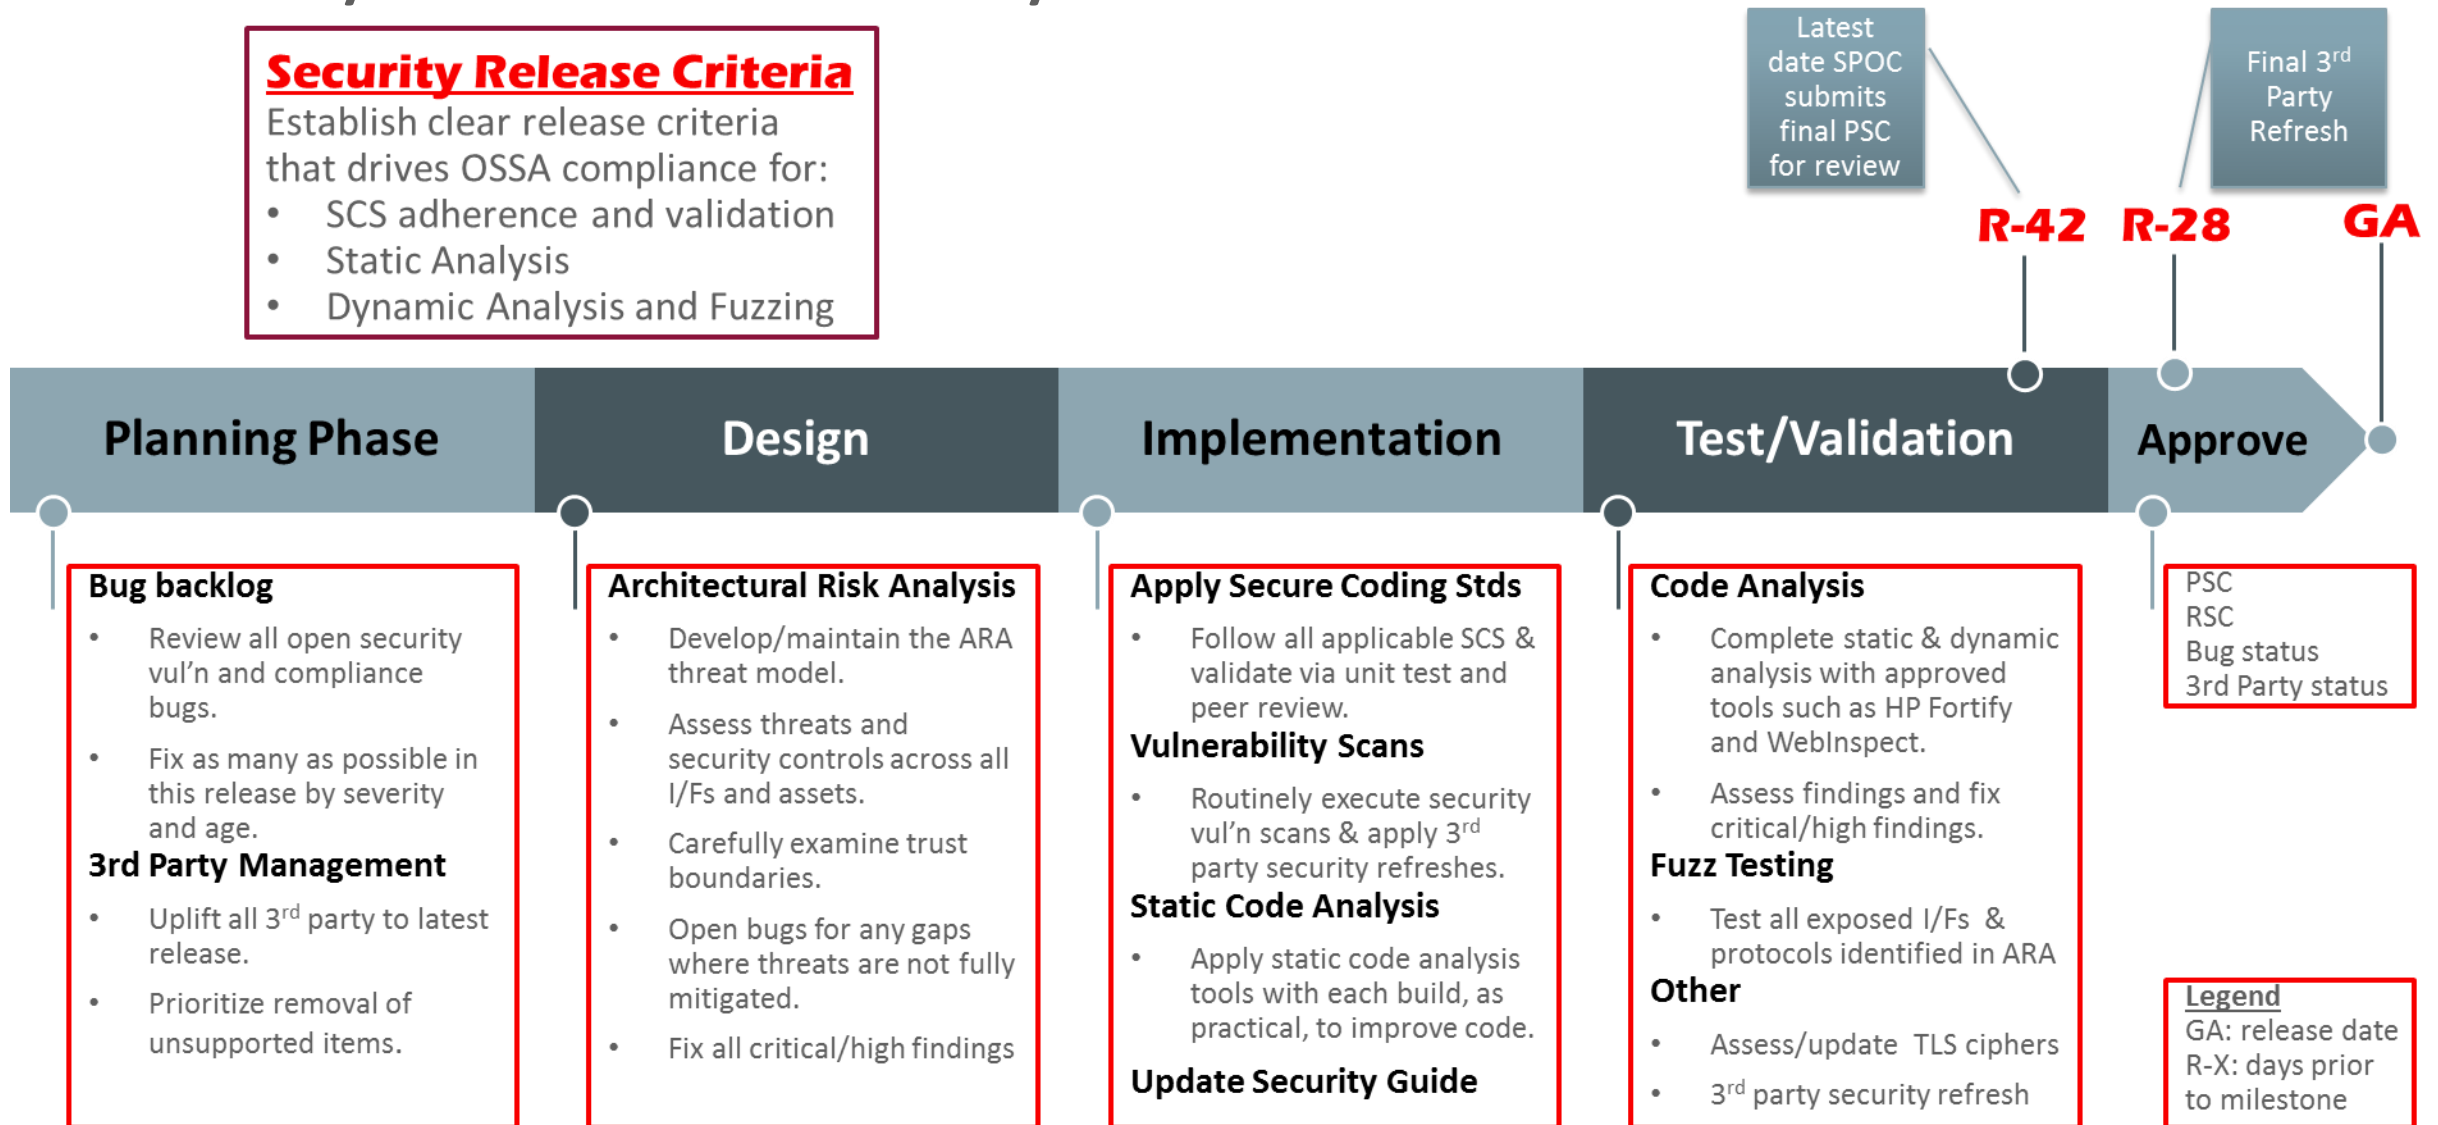 Security Release Criteria
Establish clear release criteria
that drives OSSA compliance for:
• SCS adherence and validation
• Static Analysis
• Dynamic Analysis and Fuzzing
Latest
date SPOC
submits
final PSC
for review
Final 3rd
Party
Refresh
R-42
R-28
GA
Planning Phase
Design
Implementation
Test/Validation
Approve
Bug backlog
• Review all open security
vul’n and compliance
bugs.
• Fix as many as possible in
this release by severity
and age.
3rd Party Management
• Uplift all 3rd party to latest
release.
• Prioritize removal of
unsupported items.
Architectural Risk Analysis
• Develop/maintain the ARA
threat model.
• Assess threats and
security controls across all
I/Fs and assets.
• Carefully examine trust
boundaries.
• Open bugs for any gaps
where threats are not fully
mitigated.
• Fix all critical/high findings
Apply Secure Coding Stds
• Follow all applicable SCS &
validate via unit test and
peer review.
Vulnerability Scans
• Routinely execute security
vul’n scans & apply 3rd
party security refreshes.
Static Code Analysis
• Apply static code analysis
tools with each build, as
practical, to improve code.
Update Security Guide
Code Analysis
• Complete static & dynamic
analysis with approved
tools such as HP Fortify
and WebInspect.
• Assess findings and fix
critical/high findings.
Fuzz Testing
• Test all exposed I/Fs &
protocols identified in ARA
Other
• Assess/update TLS ciphers
• 3rd party security refresh
PSC
RSC
Bug status
3rd Party status
Legend
GA: release date
R-X: days prior
to milestone